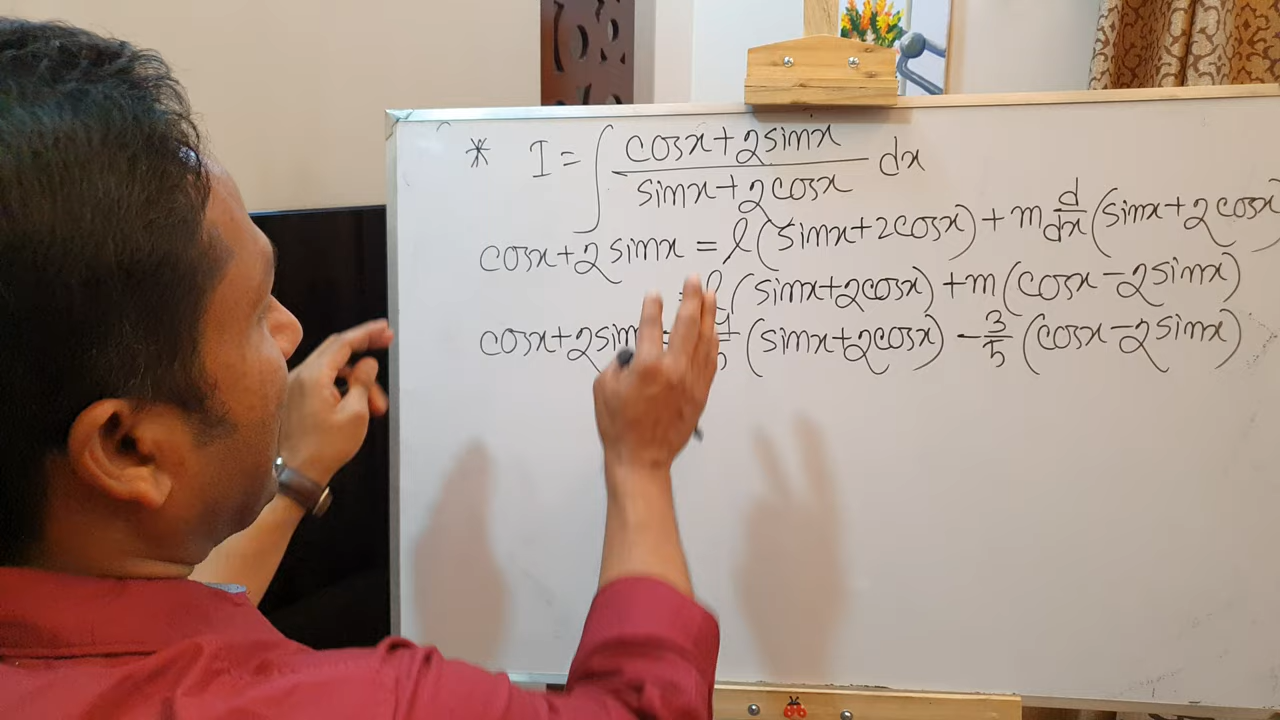 * I = ∫ (cosx+2sinx)/(sinx+2cosx) dx
cosx+2sinx = l(sinx+2cosx) + m d/dx (sinx+2cosx)
= l(sinx+2cosx) + m(cosx-2sinx)
cosx+2sin (sinx+2cosx) - 3/5 (cosx-2sinx)